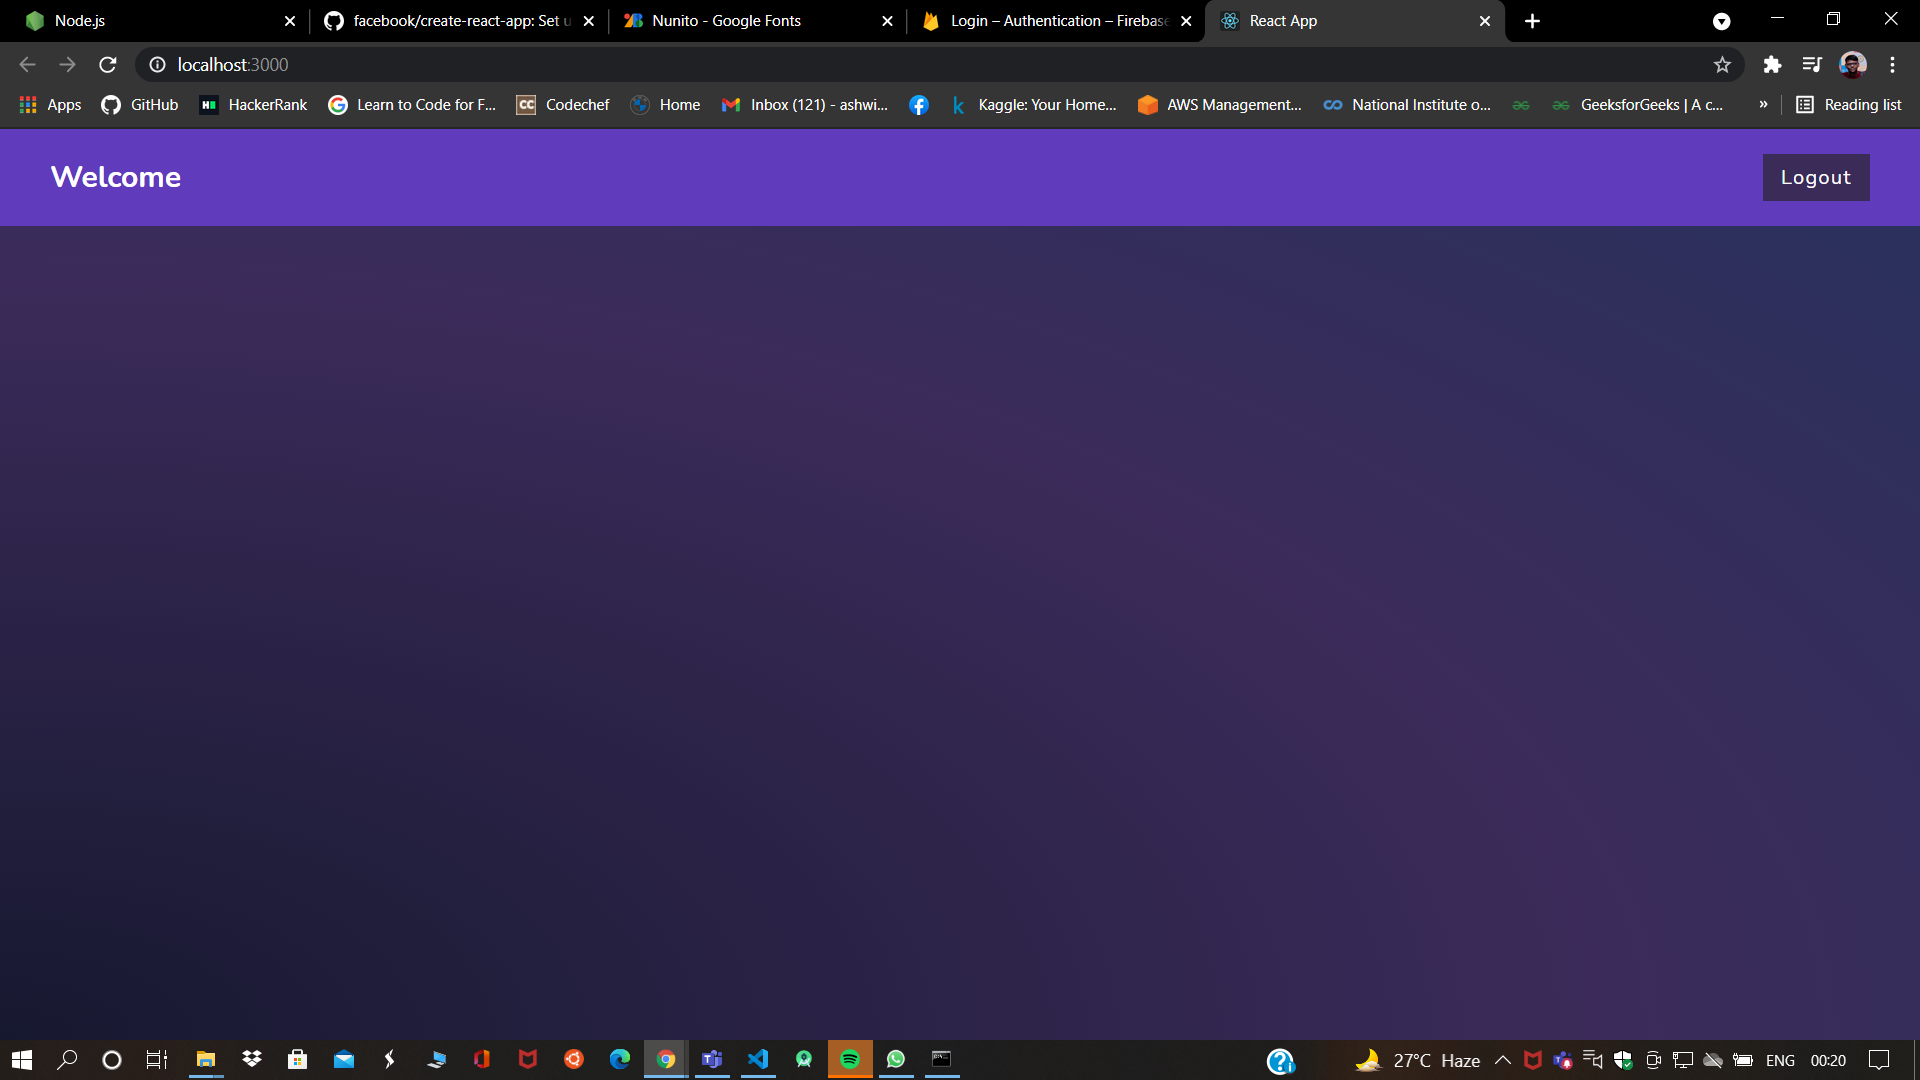 Node.js
facebook/create-react-app: Set u
Nunito - Google Fonts
Login – Authentication – Firebase
React App
localhost:3000
Apps
GitHub
HackerRank
Learn to Code for F...
CC Codechef
Home
Inbox (121) - ashwi...
Kaggle: Your Home...
AWS Management...
National Institute o...
GeeksforGeeks | A c...
»
Reading list
Welcome
Logout
27°C Haze
ENG
00:20